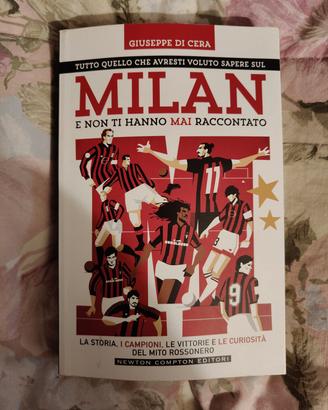 GIUSEPPE DI CERA
TUTTO QUELLO CHE AVRESTI VOLUTO SAPERE SUL
MILAN
E NON TI HANNO MAI RACCONTATO
11
9
LA STORIA, I CAMPIONI, LE VITTORIE E LE CURIOSITÀ
DEL MITO ROSSONERO
NEWTON COMPTON EDITORI